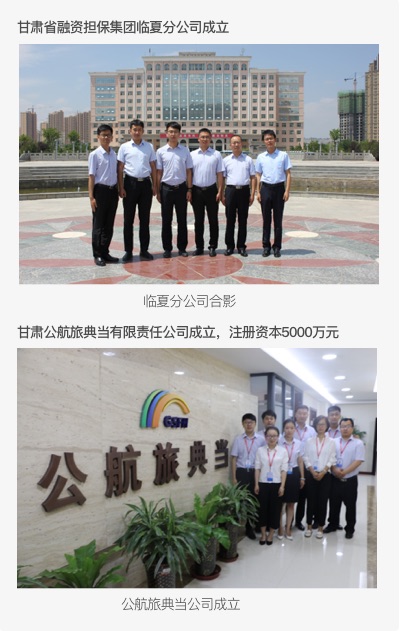 甘肃省融资担保集团临夏分公司成立
临夏分公司合影
甘肃公航旅典当有限责任公司成立，注册资本5000万元
公航旅典当
公航旅典当公司成立